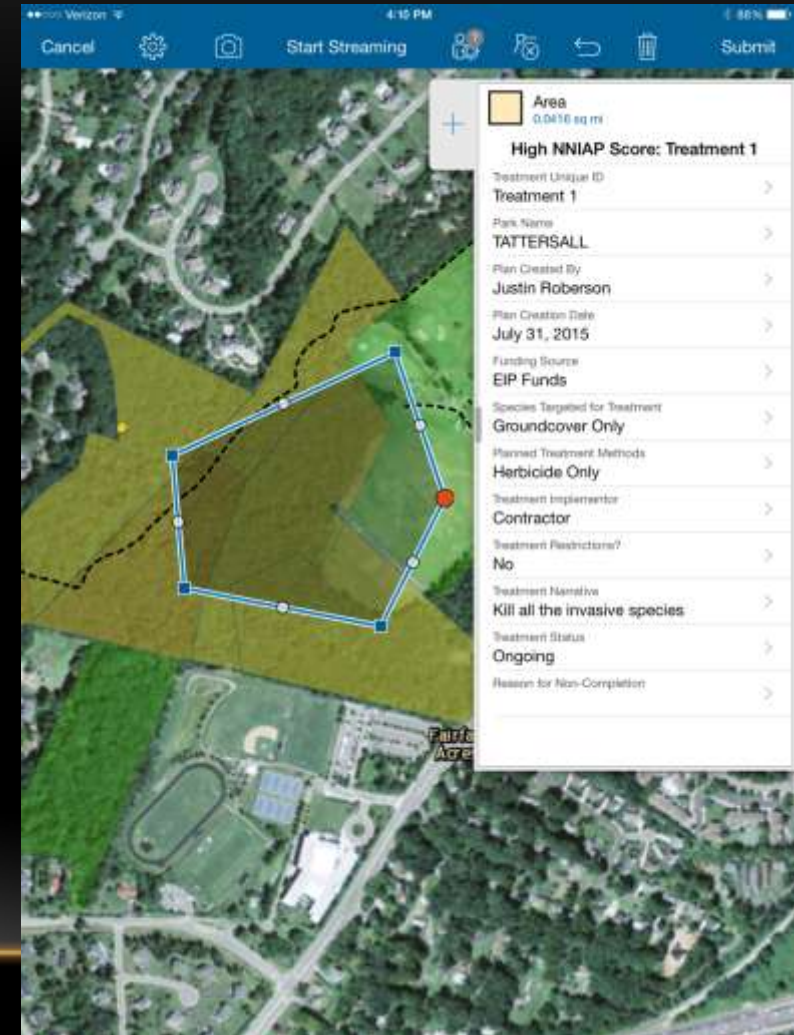 Verizon 4:10 PM 86%
Cancel Start Streaming Submit
Area
0.0416 sq mi
High NNIAP Score: Treatment 1
Treatment Unique ID
Treatment 1
Park Name
TATTERSALL
Plan Created By
Justin Roberson
Plan Creation Date
July 31, 2015
Funding Source
EIP Funds
Species Targeted for Treatment
Groundcover Only
Planned Treatment Methods
Herbicide Only
Treatment Implementor
Contractor
Treatment Restrictions?
No
Treatment Narrative
Kill all the invasive species
Treatment Status
Ongoing
Reason for Non-Completion
Fairfa
Acre